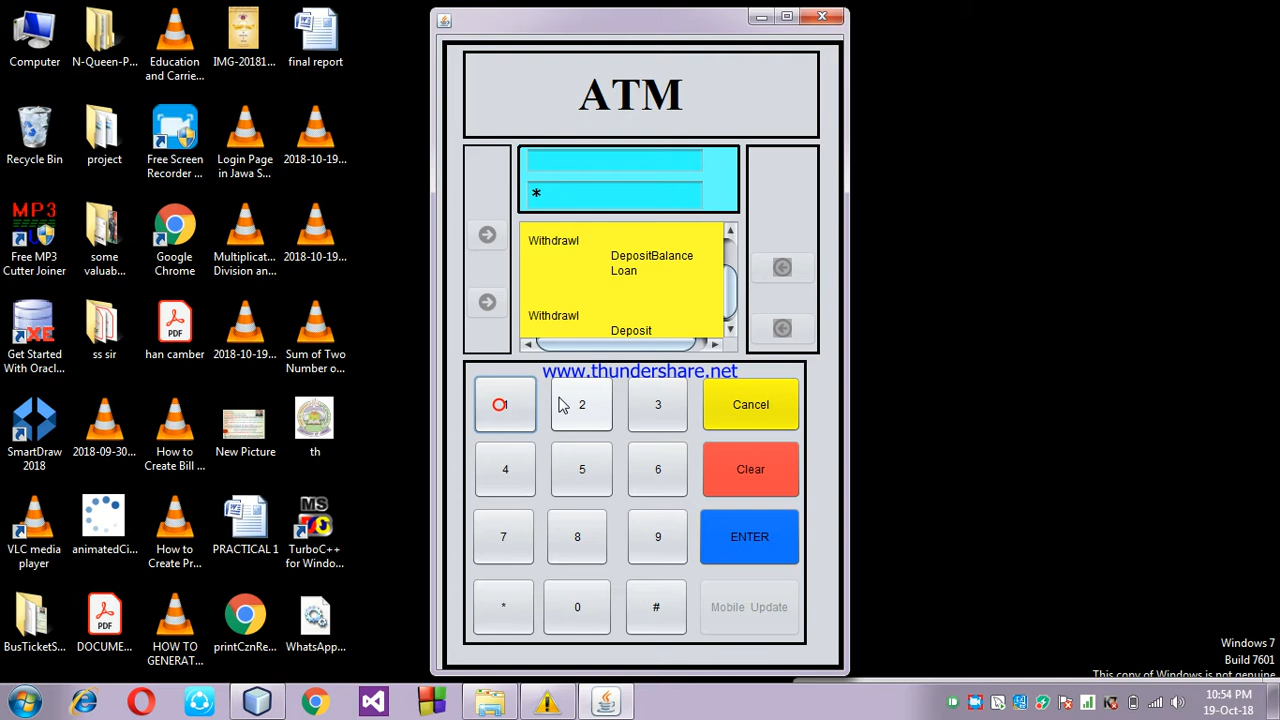 Computer
N-Queen-P...
Education
and Carrie...
IMG-20181...
final report
Recycle Bin
project
Free Screen
Recorder ...
Login Page
in Jawa S...
2018-10-19...
Free MP3
Cutter Joiner
some
valuab...
Google
Chrome
Multiplicat...
Division an...
2018-10-19...
Get Started
With Oracl...
ss sir
han camber
2018-10-19...
Sum of Two
Number o...
SmartDraw
2018
2018-09-30...
How to
Create Bill ...
New Picture
th
VLC media
player
animatedCi...
How to
Create Pr...
PRACTICAL 1
TurboC++
for Windo...
BusTicketS...
DOCUME...
HOW TO
GENERAT...
printCznRe...
WhatsApp...
MP3
XE
PDF
PDF
MS
ATM
*
Withdrawl
DepositBalance
Loan
Withdrawl
Deposit
www.thundershare.net
1
2
3
Cancel
4
5
6
Clear
7
8
9
ENTER
*
0
#
Mobile Update
Windows 7
Build 7601
This copy of Windows is not genuine
10:54 PM
19-Oct-18